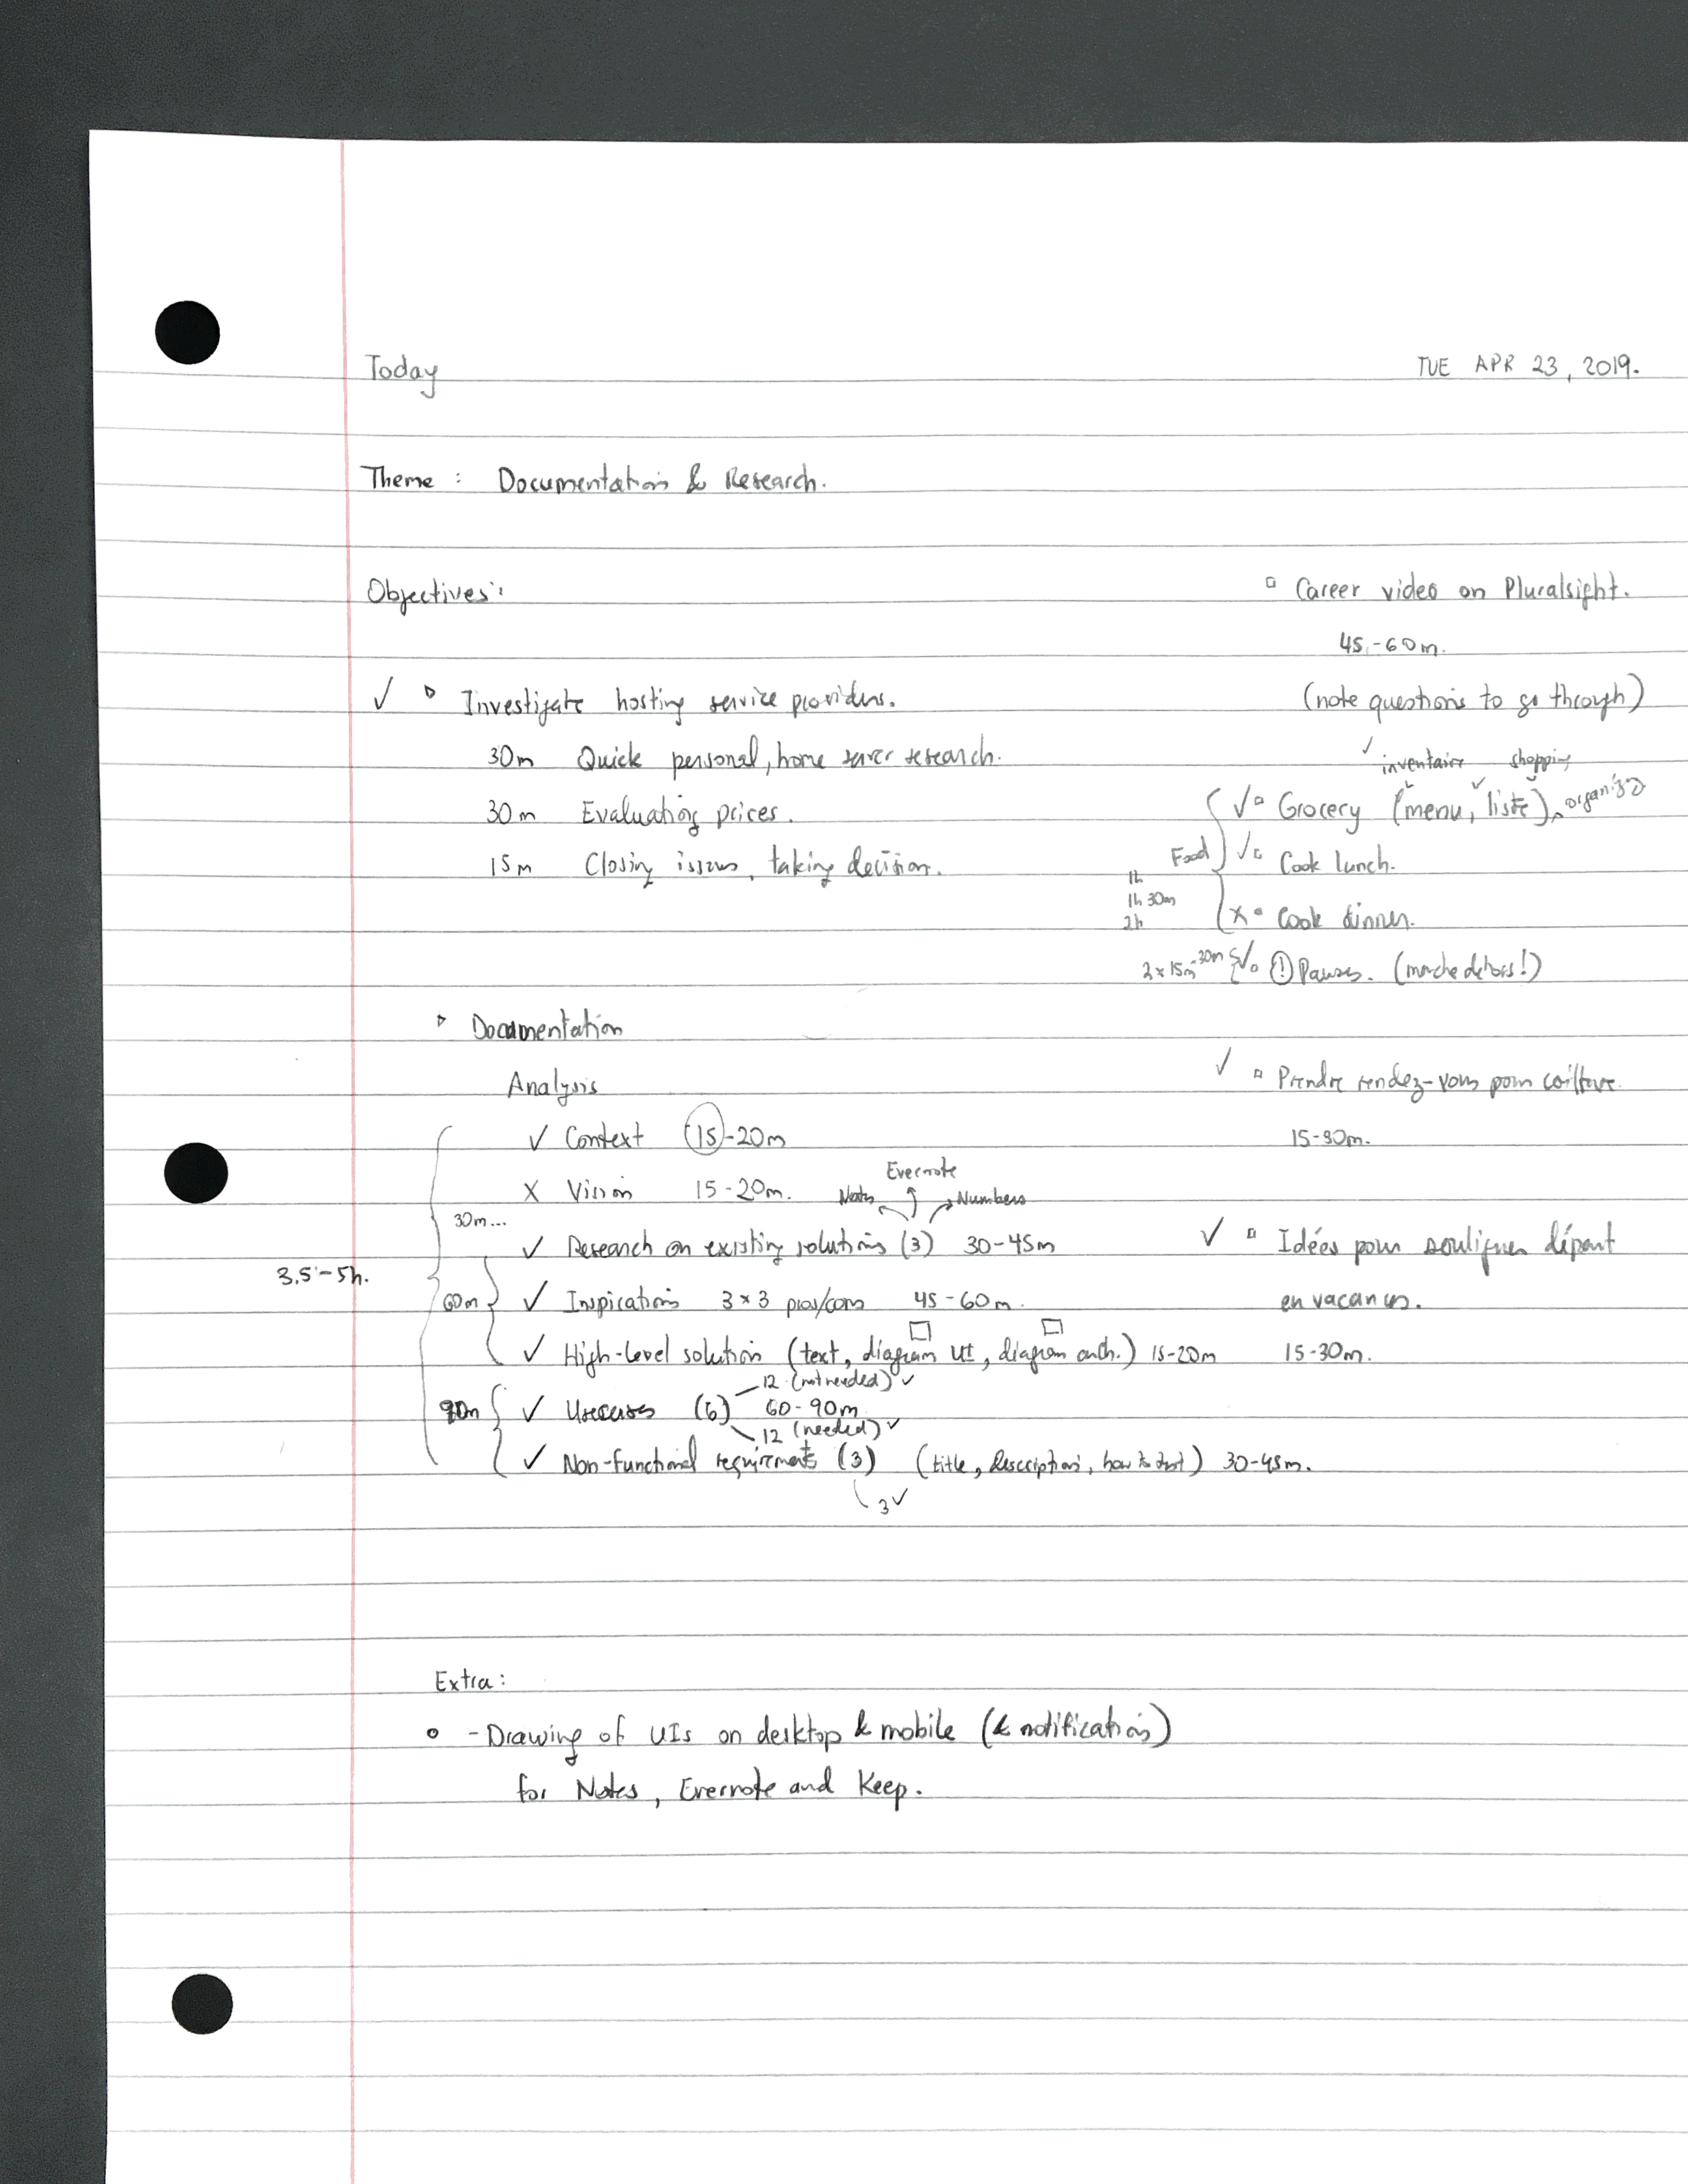 Today
TUE APR 23, 2019.
Theme : Documentation & Research.
Objectives:
✓ Investigate hosting service providers.
30m Quick personal, home server research.
30m Evaluating prices.
15m Closing issues, taking decision.
Documentation
Analysis
✓ Context (15)-20m
X Vision 15-20m.
Evernote
Notes Numbers
30m...
✓ Research on existing solutions (3) 30-45m
3.5-5h.
60m ✓ Inspirations 3x3 pros/cons 45-60m.
✓ High-Level solution (text, diagram UI, diagram arch.) 15-20m
12 (not needed) ✓
90m ✓ Usecases (6) 60-90m
12 (needed) ✓
✓ Non-functional requirements (3) (title, description, how to test) 30-45m.
3 ✓
Extra:
- Drawing of UIs on desktop & mobile (& notifications)
for Notes, Evernote and Keep.
Career video on Pluralsight.
45-60m.
(note questions to go through)
✓ inventaire shopping
✓ Grocery (menu, liste), organiza
Food ✓ Cook lunch.
1h
1h 30m
2h
X Cook dinner.
3 x 15m-30m ✓ ! Pauses. (marche dehors!)
✓ Prendre rendez-vous pour coiffure.
15-30m.
✓ Idées pour souligner départ
en vacances.
15-30m.